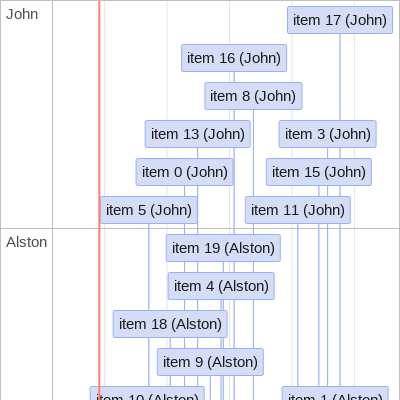 John
item 17 (John)
item 16 (John)
item 8 (John)
item 13 (John)
item 3 (John)
item 0 (John)
item 15 (John)
item 5 (John)
item 11 (John)
Alston
item 19 (Alston)
item 4 (Alston)
item 18 (Alston)
item 9 (Alston)
item 10 (Alston)
item 1 (Alston)